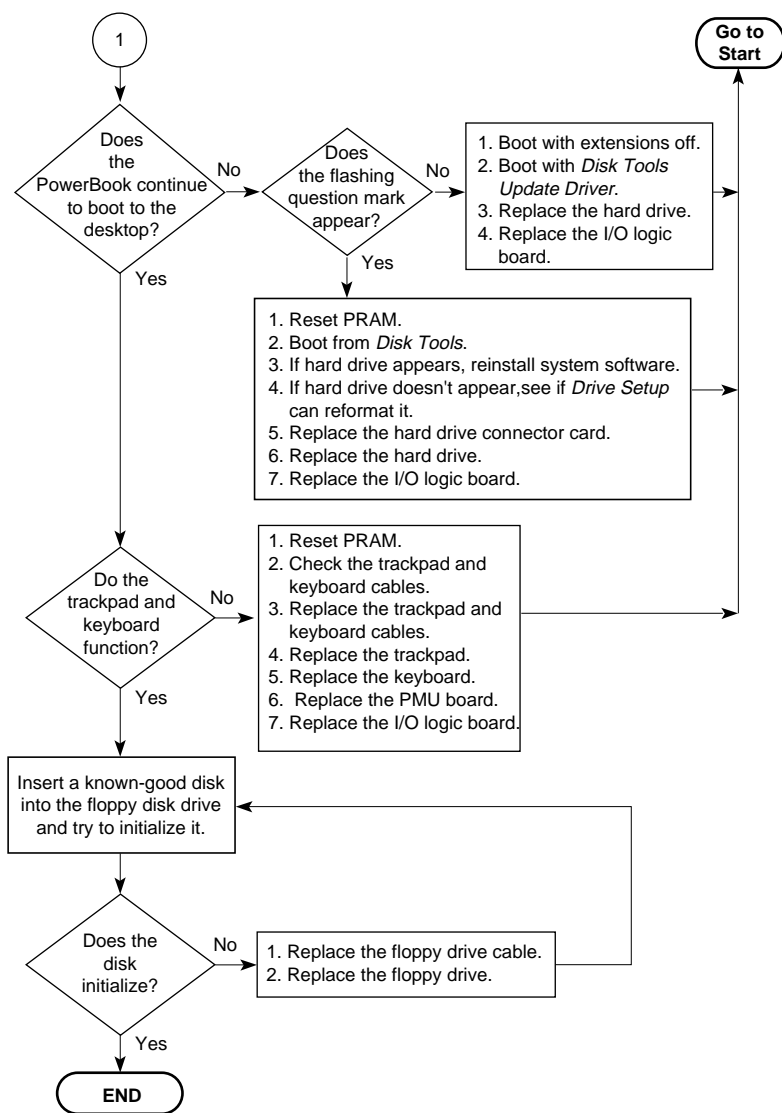 1
Go to
Start
Does
the
PowerBook continue
to boot to the
desktop?
No
Does
the flashing
question mark
appear?
No
1. Boot with extensions off.
2. Boot with Disk Tools
Update Driver.
3. Replace the hard drive.
4. Replace the I/O logic
board.
Yes
Yes
1. Reset PRAM.
2. Boot from Disk Tools.
3. If hard drive appears, reinstall system software.
4. If hard drive doesn't appear,see if Drive Setup
can reformat it.
5. Replace the hard drive connector card.
6. Replace the hard drive.
7. Replace the I/O logic board.
Do the
trackpad and
keyboard
function?
No
1. Reset PRAM.
2. Check the trackpad and
keyboard cables.
3. Replace the trackpad and
keyboard cables.
4. Replace the trackpad.
5. Replace the keyboard.
6. Replace the PMU board.
7. Replace the I/O logic board.
Yes
Insert a known-good disk
into the floppy disk drive
and try to initialize it.
Does the
disk
initialize?
No
1. Replace the floppy drive cable.
2. Replace the floppy drive.
Yes
END